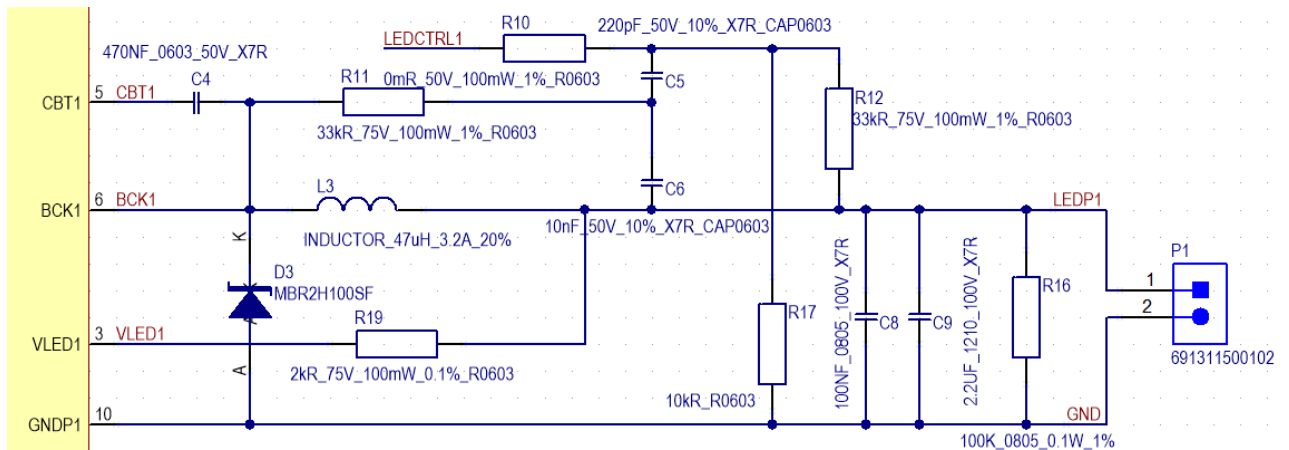 R10
220pF_50V_10%_X7R_CAP0603
LEDCTRL1
470NF_0603_50V_X7R
C4
R11
0mR_50V_100mW_1%_R0603
C5
R12
CBT1
5
CBT1
33kR_75V_100mW_1%_R0603
33kR_75V_100mW_1%_R0603
L3
C6
BCK1
6
BCK1
LEDP1
10nF_50V_10%_X7R_CAP0603
INDUCTOR_47uH_3.2A_20%
K
P1
D3
MBR2H100SF
1
R16
A
R19
R17
C8
C9
2
VLED1
3
VLED1
100NF_0805_100V_X7R
2.2UF_1210_100V_X7R
691311500102
2kR_75V_100mW_0.1%_R0603
A
10kR_R0603
GNDP1
10
GND
100K_0805_0.1W_1%